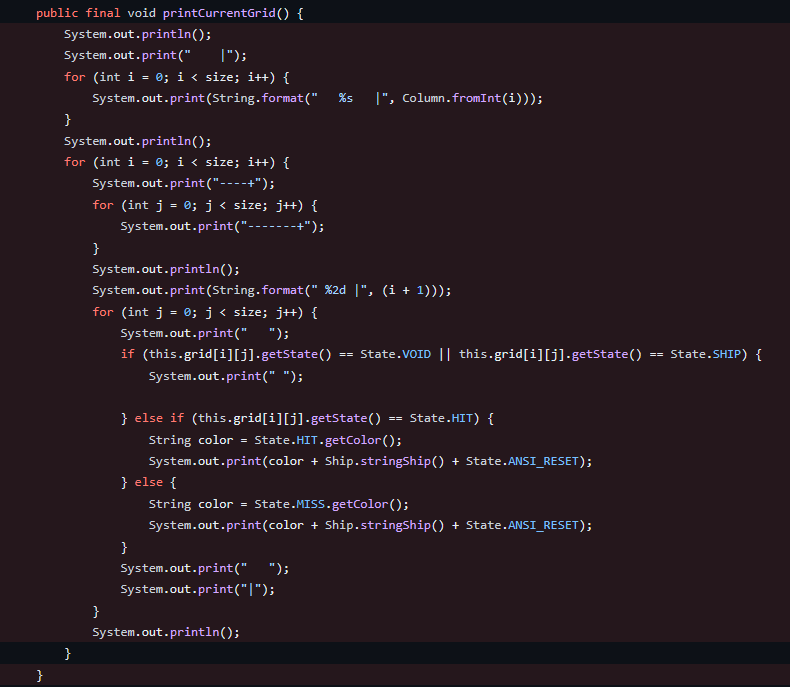 public final void printCurrentGrid() {
    System.out.println();
    System.out.print("    |");
    for (int i = 0; i < size; i++) {
        System.out.print(String.format("   %s   |", Column.fromInt(i)));
    }
    System.out.println();
    for (int i = 0; i < size; i++) {
        System.out.print("----+");
        for (int j = 0; j < size; j++) {
            System.out.print("-------+");
        }
        System.out.println();
        System.out.print(String.format(" %2d |", (i + 1)));
        for (int j = 0; j < size; j++) {
            System.out.print("   ");
            if (this.grid[i][j].getState() == State.VOID || this.grid[i][j].getState() == State.SHIP) {
                System.out.print(" ");

            } else if (this.grid[i][j].getState() == State.HIT) {
                String color = State.HIT.getColor();
                System.out.print(color + Ship.stringShip() + State.ANSI_RESET);
            } else {
                String color = State.MISS.getColor();
                System.out.print(color + Ship.stringShip() + State.ANSI_RESET);
            }
            System.out.print("   ");
            System.out.print("|");
        }
        System.out.println();
    }
}